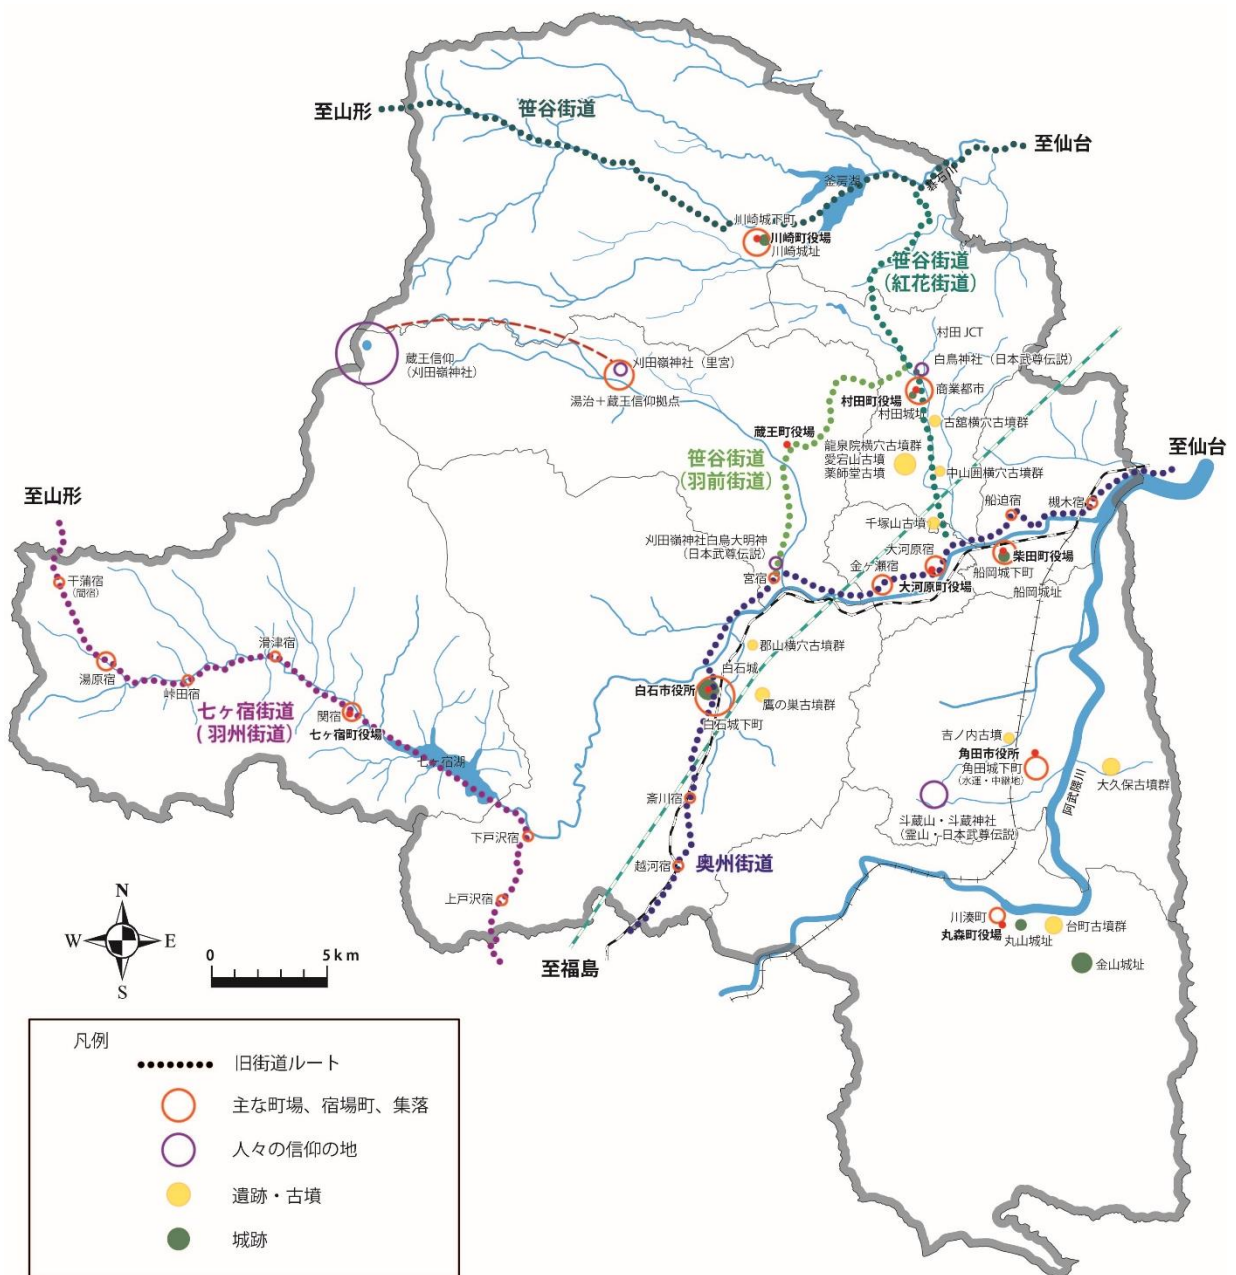 至山形
笹谷街道
至仙台
釜房湖
碁石川
川崎城下町
川崎町役場
川崎城址
笹谷街道
（紅花街道）
村田 JCT
蔵王信仰
（刈田嶺神社）
刈田嶺神社（里宮）
湯治＋蔵王信仰拠点
白鳥神社（日本武尊伝説）
商業都市
村田町役場
村田城址
古舘横穴古墳群
蔵王町役場
龍泉院横穴古墳群
愛宕山古墳
薬師堂古墳
中山囲横穴古墳群
至仙台
笹谷街道
（羽前街道）
至山形
船迫宿
槻木宿
千塚山古墳
刈田嶺神社白鳥大明神
（日本武尊伝説）
大河原宿
柴田町役場
金ヶ瀬宿
船岡城下町
宮宿
大河原町役場
船岡城址
干蒲宿
（間宿）
滑津宿
郡山横穴古墳群
湯原宿
峠田宿
白石城
白石市役所
鷹の巣古墳群
白石城下町
七ヶ宿街道
( 羽州街道）
関宿
七ヶ宿町役場
七ヶ宿湖
吉ノ内古墳
角田市役所
角田城下町
（水運・中継地）
大久保古墳群
阿武隈川
斎川宿
斗蔵山・斗蔵神社
（霊山・日本武尊伝説）
下戸沢宿
越河宿
奥州街道
上戸沢宿
川湊町
丸森町役場
丸山城址
台町古墳群
金山城址
至福島
N
W
E
S
0
5 k m
凡例
旧街道ルート
主な町場、宿場町、集落
人々の信仰の地
遺跡・古墳
城跡